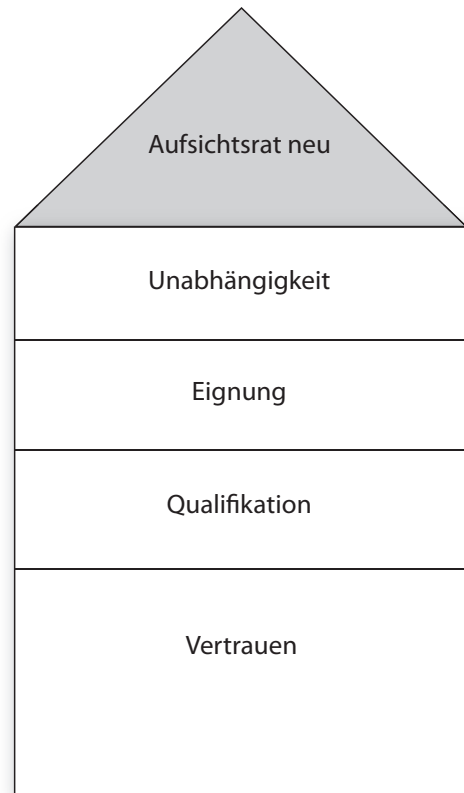 Aufsichtsrat neu
Unabhängigkeit
Eignung
Qualifikation
Vertrauen